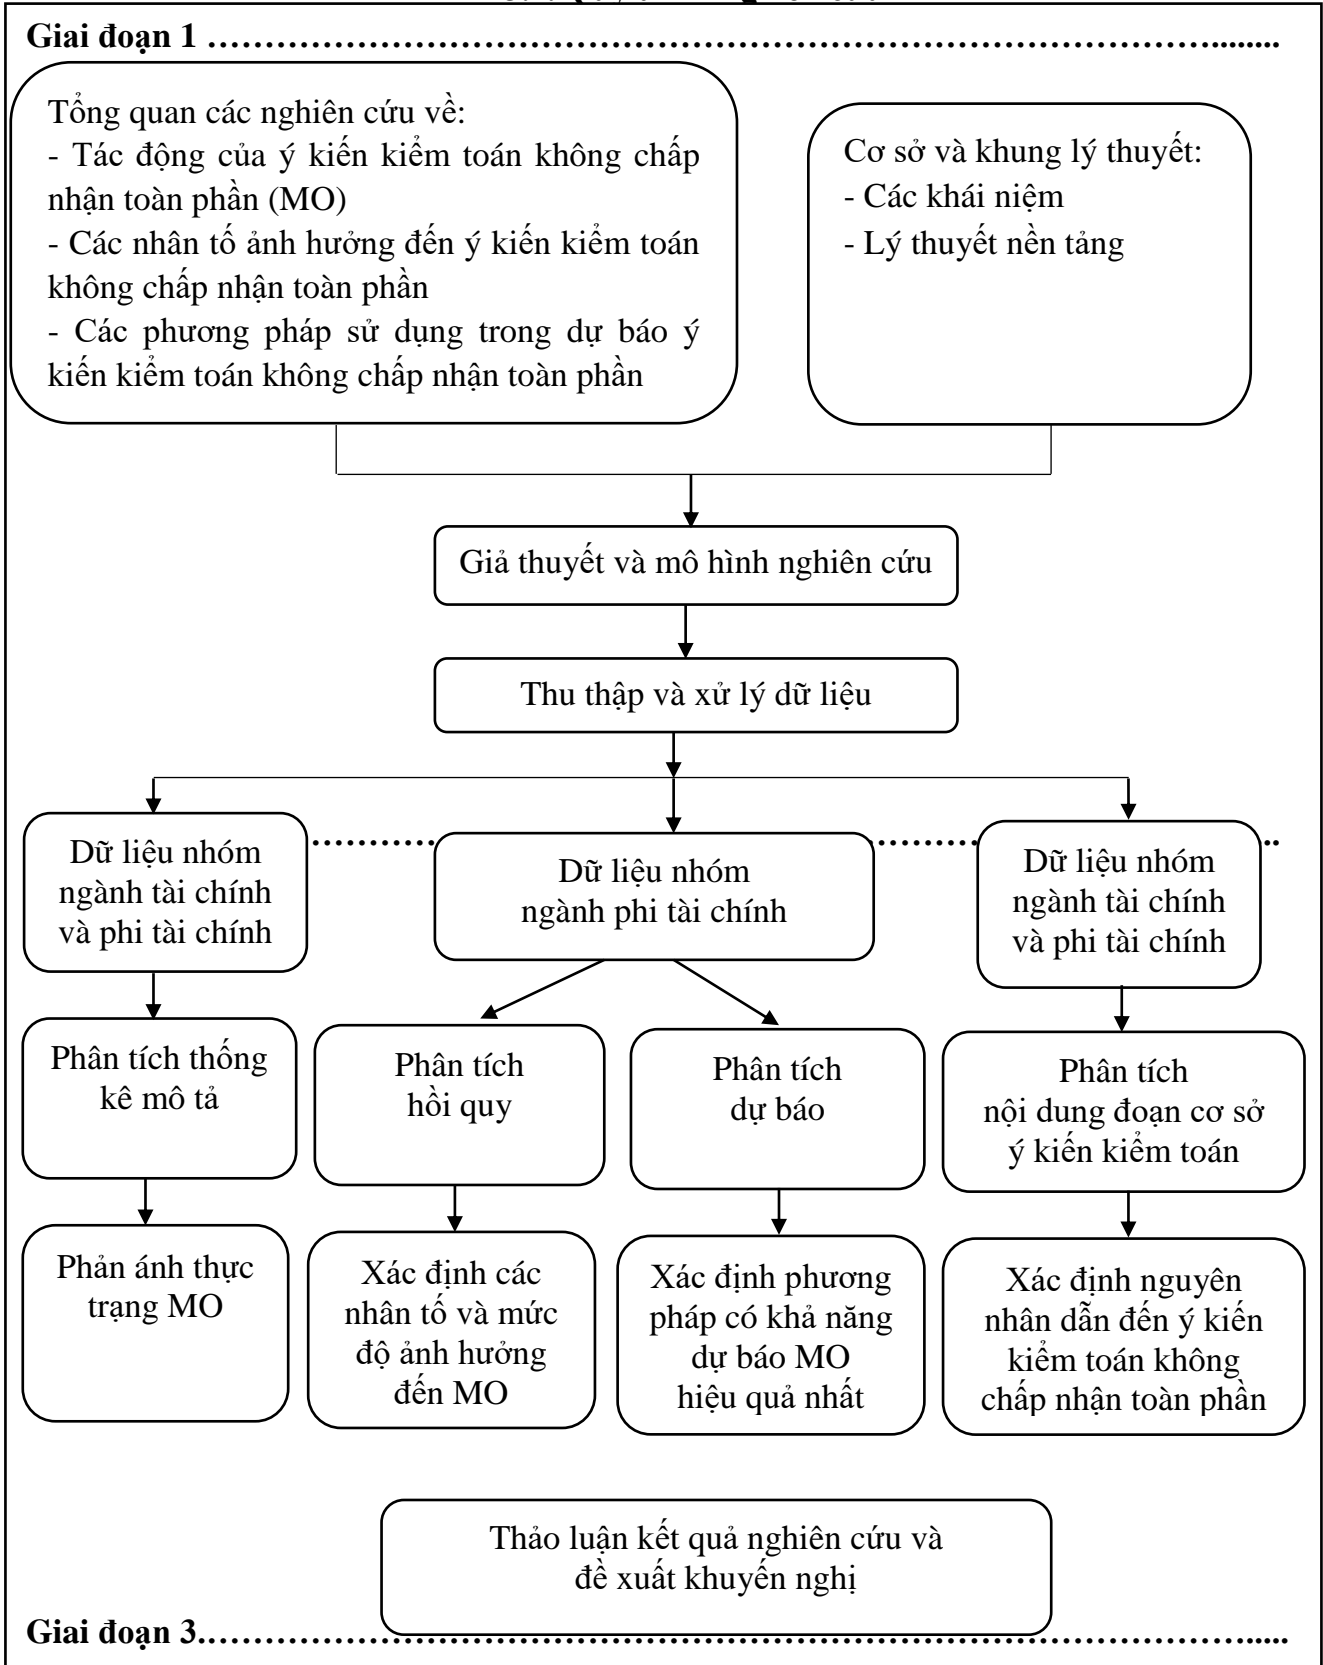 Giai đoạn 1 ……………………………………………………………………………........
Tổng quan các nghiên cứu về:
- Tác động của ý kiến kiểm toán không chấp
nhận toàn phần (MO)
- Các nhân tố ảnh hưởng đến ý kiến kiểm toán
không chấp nhận toàn phần
- Các phương pháp sử dụng trong dự báo ý
kiến kiểm toán không chấp nhận toàn phần
Cơ sở và khung lý thuyết:
- Các khái niệm
- Lý thuyết nền tảng
Giả thuyết và mô hình nghiên cứu
Thu thập và xử lý dữ liệu
Dữ liệu nhóm
ngành tài chính
và phi tài chính
Dữ liệu nhóm
ngành phi tài chính
Dữ liệu nhóm
ngành tài chính
và phi tài chính
Phân tích thống
kê mô tả
Phân tích
hồi quy
Phân tích
dự báo
Phân tích
nội dung đoạn cơ sở
ý kiến kiểm toán
Phản ánh thực
trạng MO
Xác định các
nhân tố và mức
độ ảnh hưởng
đến MO
Xác định phương
pháp có khả năng
dự báo MO
hiệu quả nhất
Xác định nguyên
nhân dẫn đến ý kiến
kiểm toán không
chấp nhận toàn phần
Thảo luận kết quả nghiên cứu và
đề xuất khuyến nghị
Giai đoạn 3.………………………………………………………………………………......